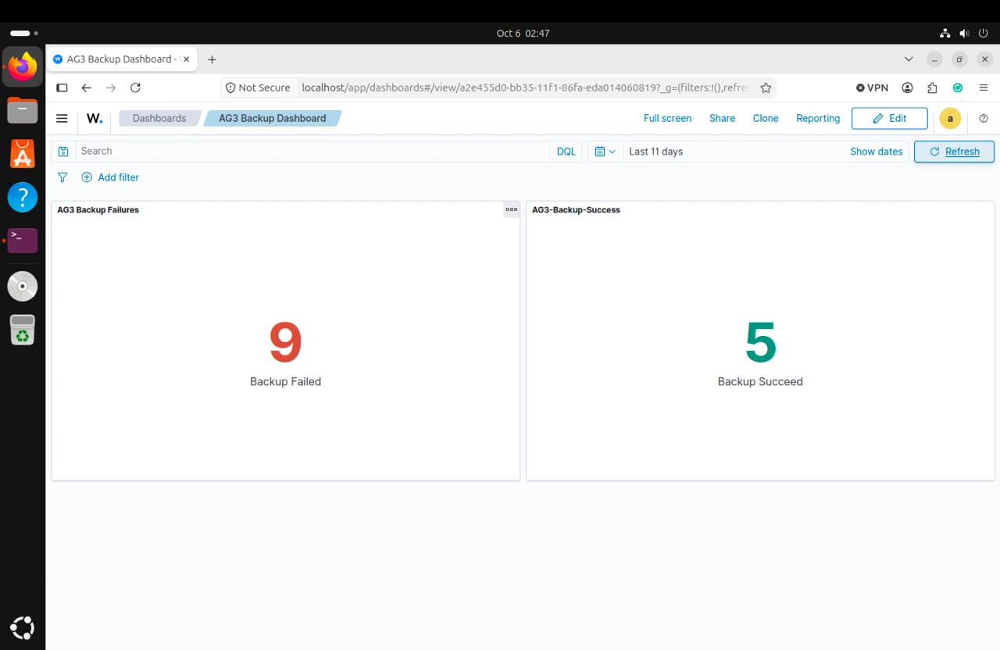 Oct 6 02:47
AG3 Backup Dashboard -
Not Secure
localhost/app/dashboards#/view/a2e455d0-bb35-11f1-86fa-eda014060819?_g=(filters:!(),refre
VPN
W.
Dashboards
AG3 Backup Dashboard
Full screen
Share
Clone
Reporting
Edit
a
Search
DQL
Last 11 days
Show dates
Refresh
Add filter
AG3 Backup Failures
AG3-Backup-Success
9
Backup Failed
5
Backup Succeed